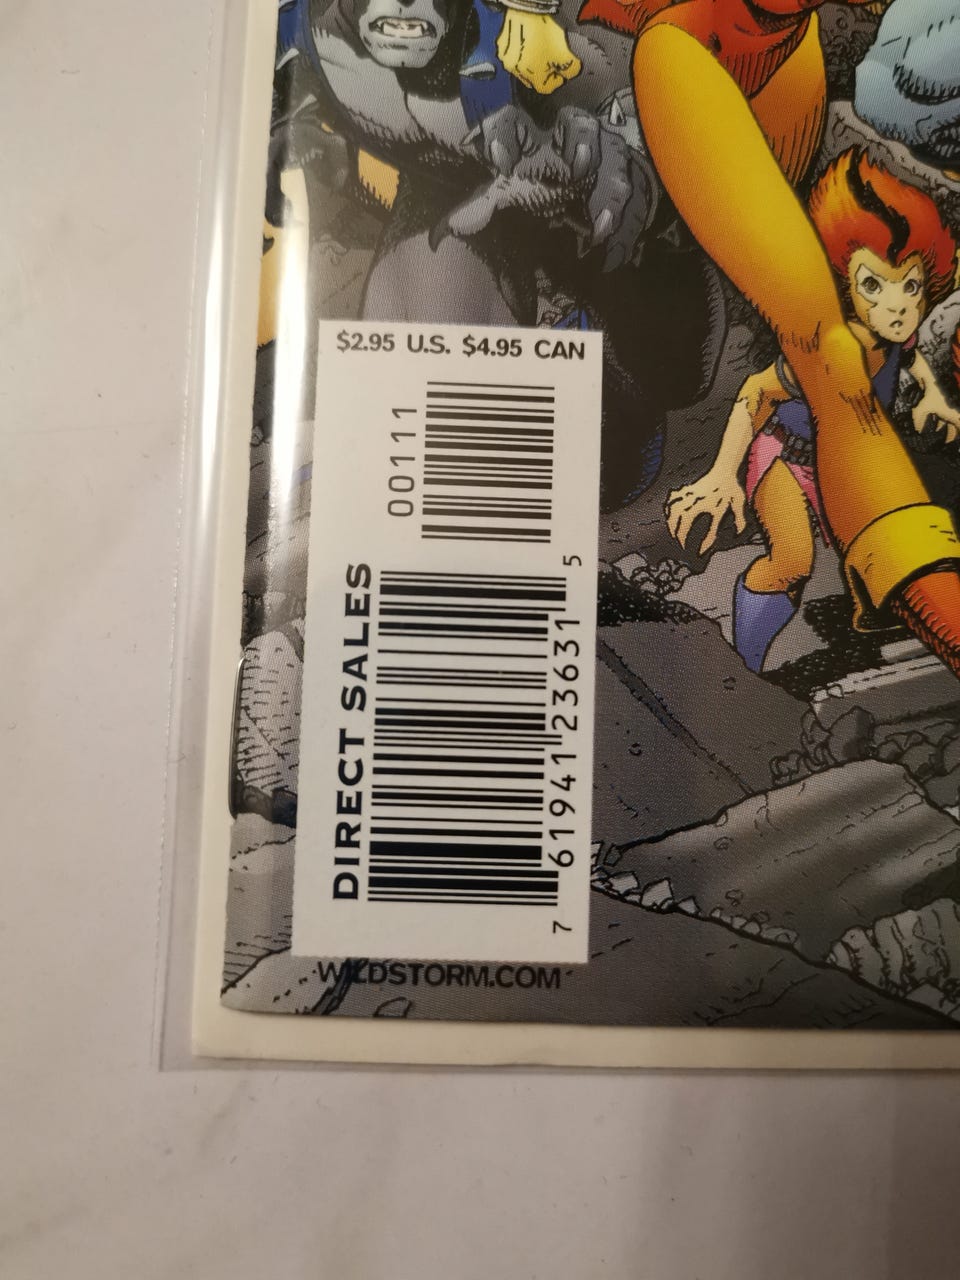 $2.95 U.S. $4.95 CAN
00111
DIRECT SALES
7 61941 23631 5
WILDSTORM.COM